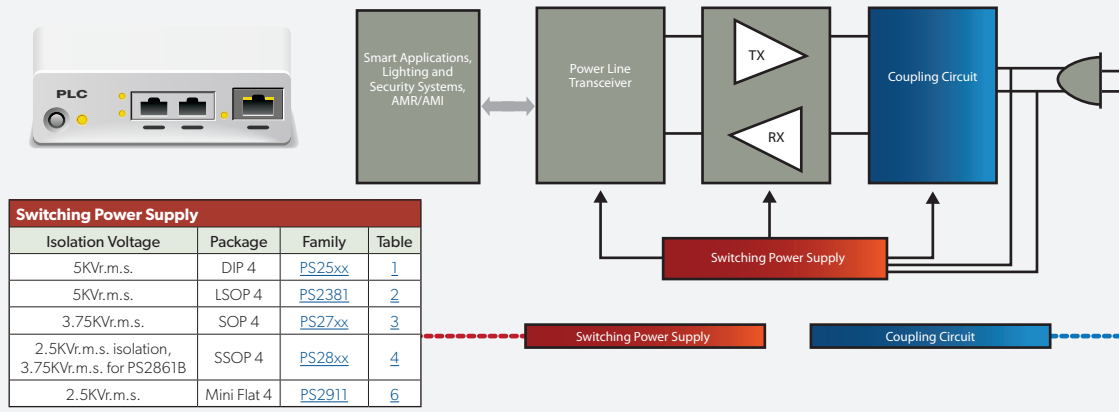 PLC
Smart Applications,
Lighting and
Security Systems,
AMR/AMI
Power Line
Transceiver
TX
RX
Coupling Circuit
Switching Power Supply
Switching Power Supply
Isolation Voltage Package Family Table
5KVr.m.s. DIP 4 PS25xx 1
5KVr.m.s. LSOP 4 PS2381 2
3.75KVr.m.s. SOP 4 PS27xx 3
2.5KVr.m.s. isolation,
3.75KVr.m.s. for PS2861B SSOP 4 PS28xx 4
2.5KVr.m.s. Mini Flat 4 PS2911 6
Switching Power Supply
Coupling Circuit